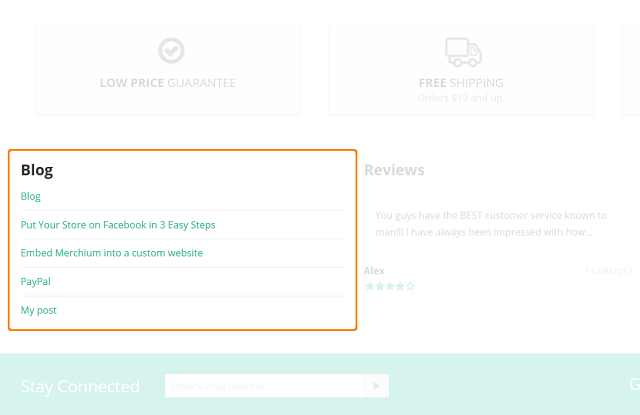 LOW PRICE GUARANTEE
FREE SHIPPING
Orders $19 and up.
Blog
Blog
Put Your Store on Facebook in 3 Easy Steps
Embed Merchium into a custom website
PayPal
My post
Reviews
You guys have the BEST customer service known to
man!!! I have always been impressed with how...
Alex
11/08/2013
Stay Connected
Enter e-mail address
G